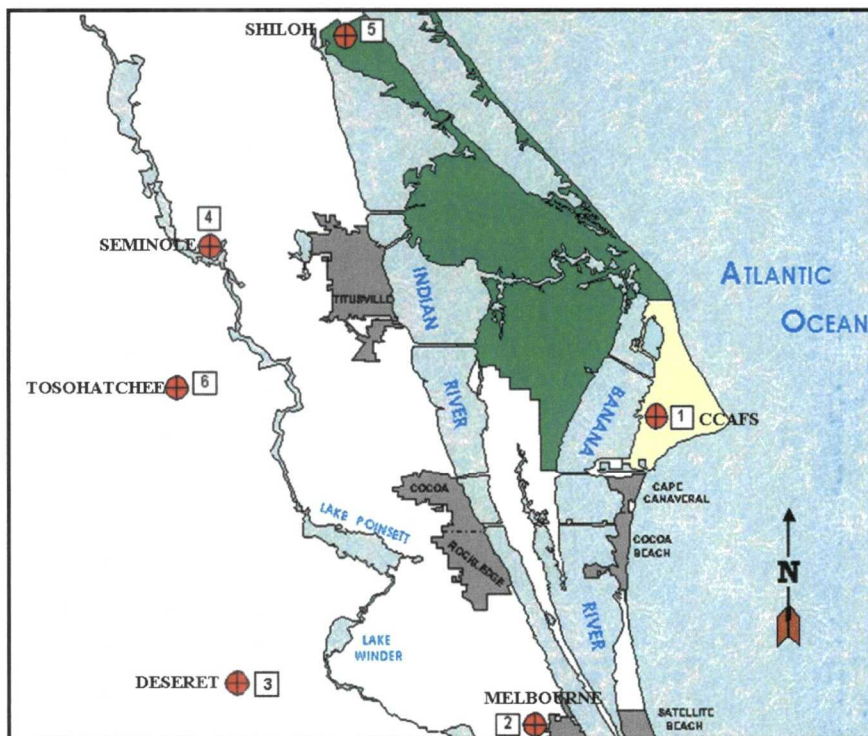 SHILOH 5
4
SEMINOLE
TITUSVILLE
INDIAN
RIVER
ATLANTIC
OCEAN
TOSOHATCHEE 6
BANANA
RIVER
1 CCAFS
COCOA
ROCKLEDGE
CAPE
CANAVERAL
COCOA
BEACH
LAKE POINSETT
N
LAKE
WINDER
DESERET 3
MELBOURNE
2
SATELLITE
BEACH